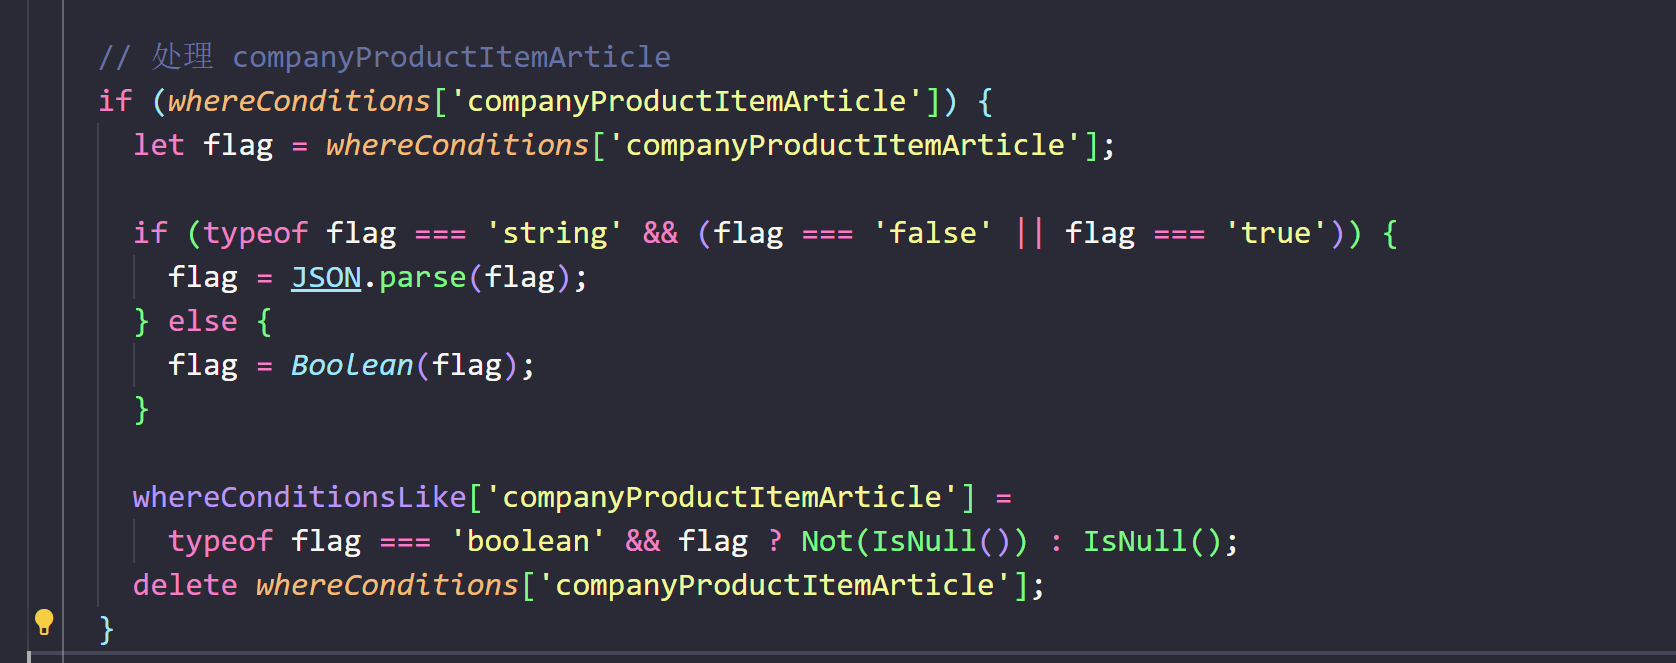 // 处理 companyProductItemArticle
if (whereConditions['companyProductItemArticle']) {
let flag = whereConditions['companyProductItemArticle'];
if (typeof flag === 'string' && (flag === 'false' || flag === 'true')) {
flag = JSON.parse(flag);
} else {
flag = Boolean(flag);
}
whereConditionsLike['companyProductItemArticle'] =
typeof flag === 'boolean' && flag ? Not(IsNull()) : IsNull();
delete whereConditions['companyProductItemArticle'];
}